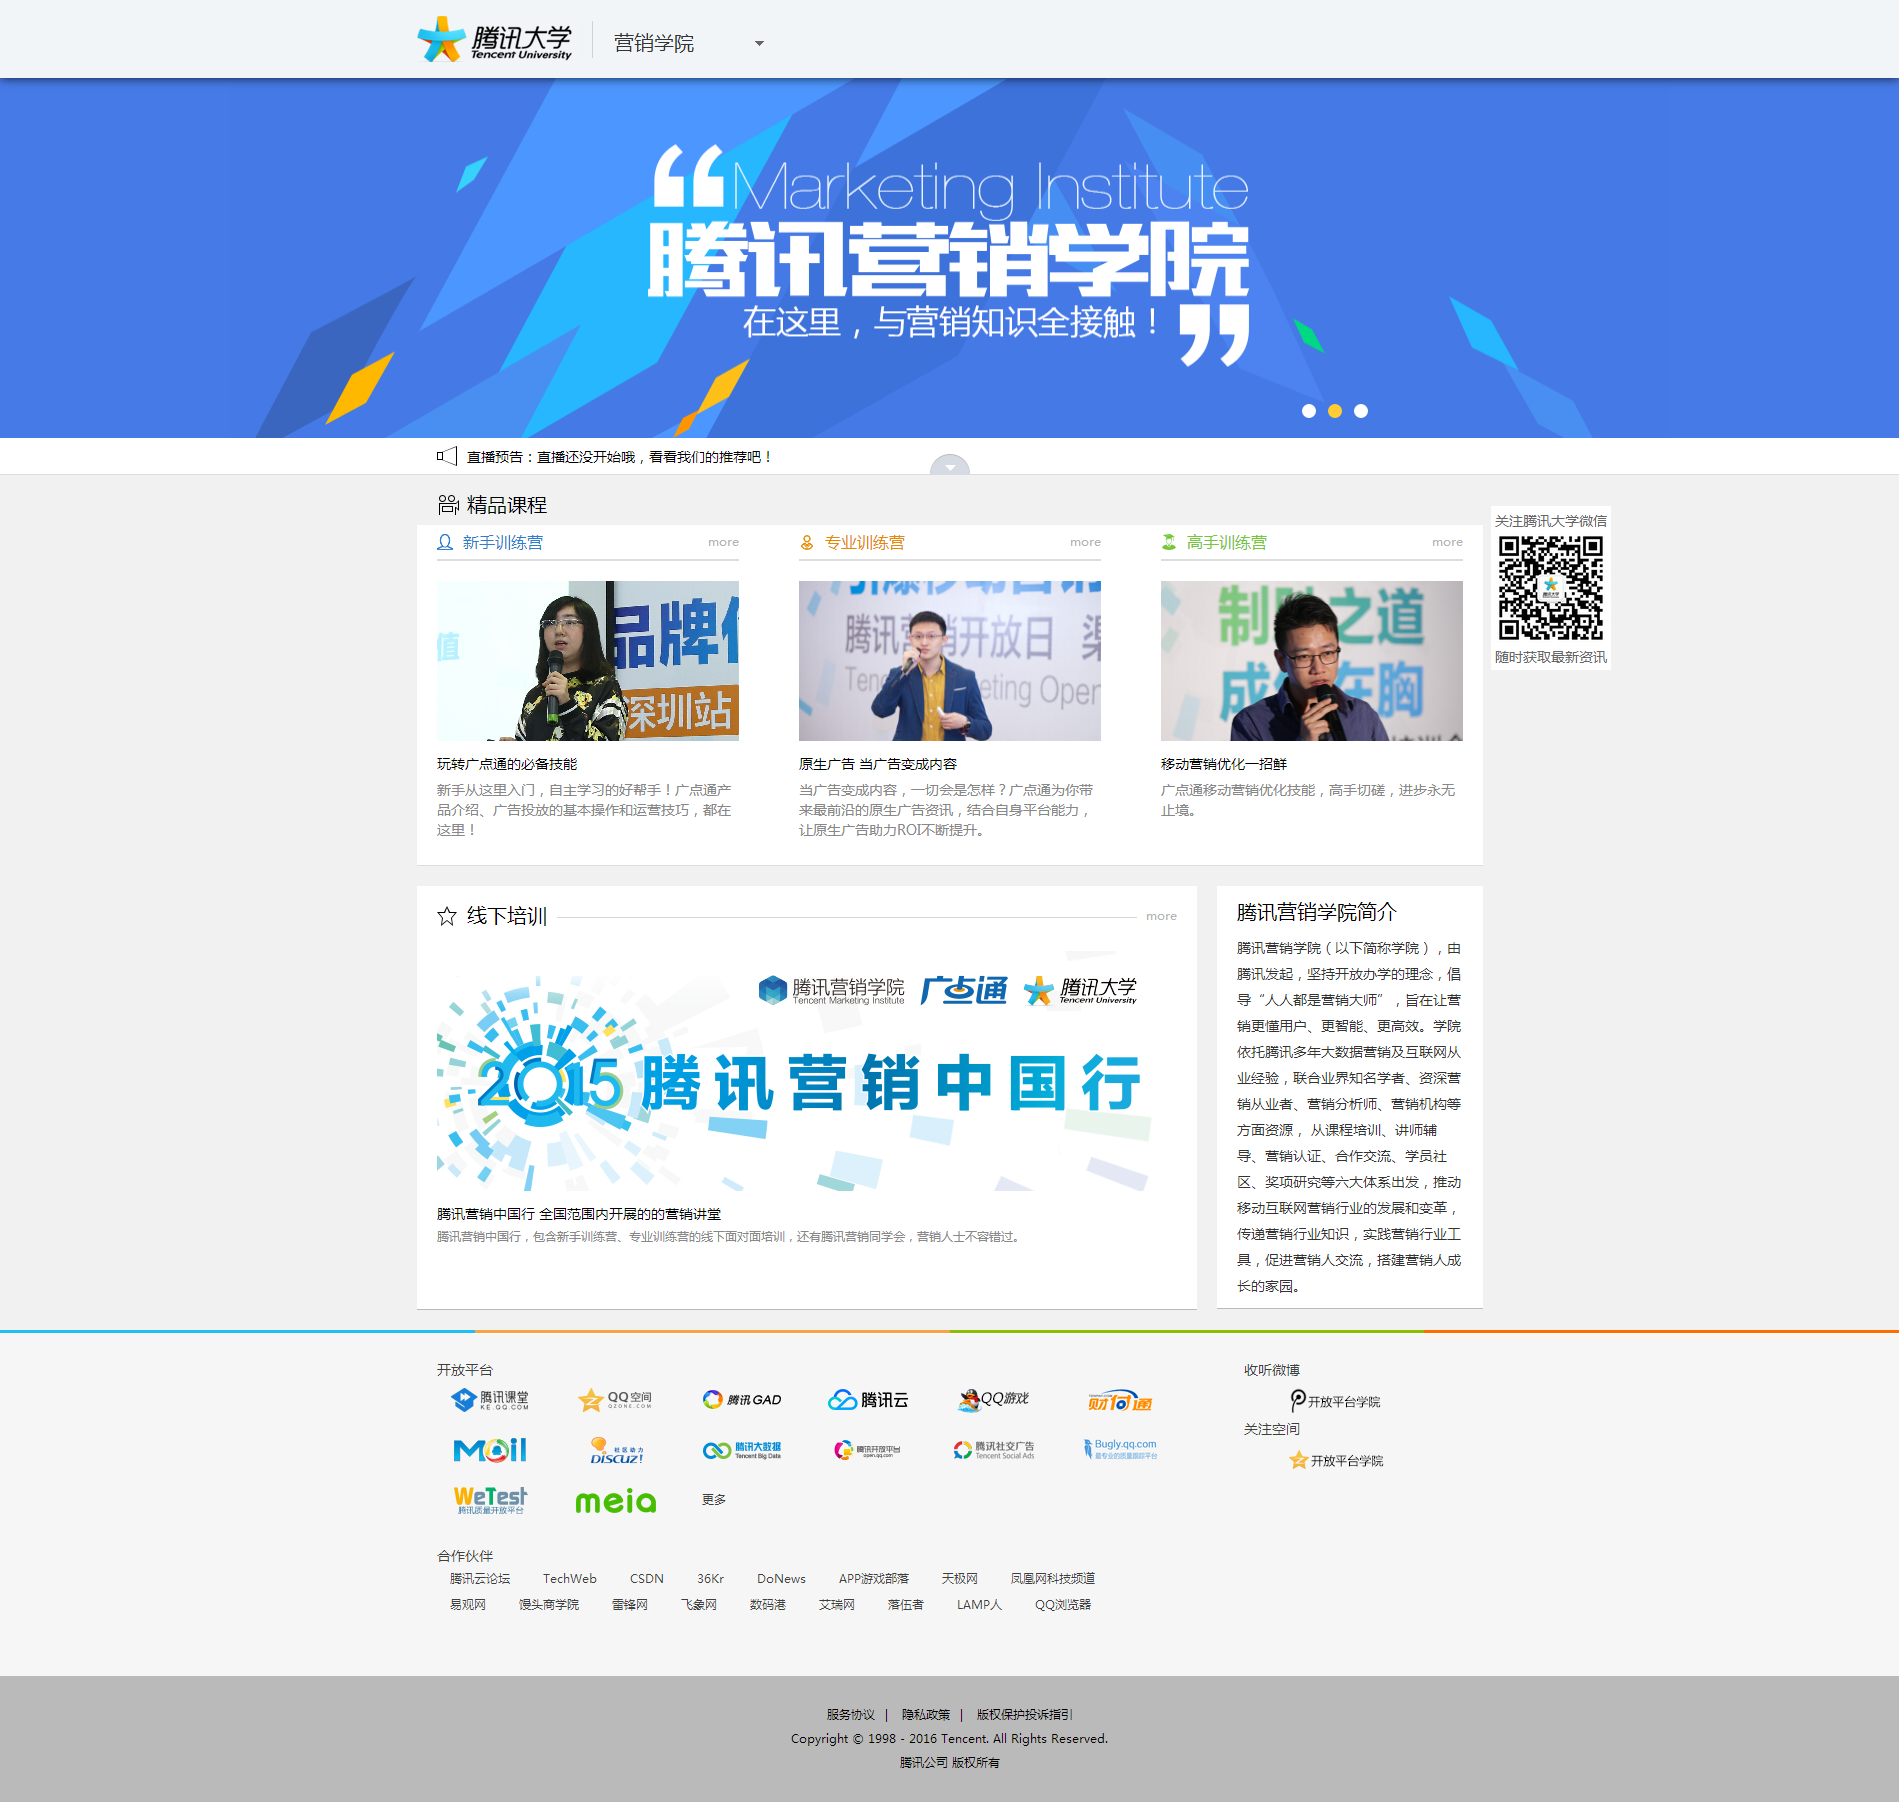 腾讯大学
Tencent University
营销学院
Marketing Institute
腾讯营销学院
在这里，与营销知识全接触！
直播预告：直播还没开始哦，看看我们的推荐吧！
精品课程
关注腾讯大学微信
随时获取最新资讯
新手训练营 more
专业训练营 more
高手训练营 more
值
品牌价
深圳站
腾讯营销开放日
制胜之道
玩转广点通的必备技能
新手从这里入门，自主学习的好帮手！广点通产
品介绍、广告投放的基本操作和运营技巧，都在
这里！
原生广告 当广告变成内容
当广告变成内容，一切会是怎样？广点通为你带
来最前沿的原生广告资讯，结合自身平台能力，
让原生广告助力ROI不断提升。
移动营销优化一招鲜
广点通移动营销优化技能，高手切磋，进步永无
止境。
线下培训 more
腾讯营销学院
Tencent Marketing Institute
广点通
腾讯大学
Tencent University
2015 腾讯营销中国行
腾讯营销中国行 全国范围内开展的的营销讲堂
腾讯营销中国行，包含新手训练营、专业训练营的线下面对面培训，还有腾讯营销同学会，营销人士不容错过。
腾讯营销学院简介
腾讯营销学院（以下简称学院），由
腾讯发起，坚持开放办学的理念，倡
导“人人都是营销大师”，旨在让营
销更懂用户、更智能、更高效。学院
依托腾讯多年大数据营销及互联网从
业经验，联合业界知名学者、资深营
销从业者、营销分析师、营销机构等
方面资源， 从课程培训、讲师辅
导、营销认证、合作交流、学员社
区、奖项研究等六大体系出发，推动
移动互联网营销行业的发展和变革，
传递营销行业知识，实践营销行业工
具，促进营销人交流，搭建营销人成
长的家园。
开放平台
腾讯课堂
KE.QQ.COM
QQ空间
QZONE.COM
腾讯GAD
腾讯云
QQ游戏
财付通
Mail
社区动力
DISCUZ!
腾讯大数据
Tencent Big Data
腾讯开放平台
open.qq.com
腾讯社交广告
Tencent Social Ads
Bugly.qq.com
最专业的质量跟踪平台
WeTest
腾讯质量开放平台
meia
更多
收听微博
开放平台学院
关注空间
开放平台学院
合作伙伴
腾讯云论坛 TechWeb CSDN 36Kr DoNews APP游戏部落 天极网 凤凰网科技频道
易观网 馒头商学院 雷锋网 飞象网 数码港 艾瑞网 落伍者 LAMP人 QQ浏览器
服务协议 | 隐私政策 | 版权保护投诉指引
Copyright © 1998 - 2016 Tencent. All Rights Reserved.
腾讯公司 版权所有